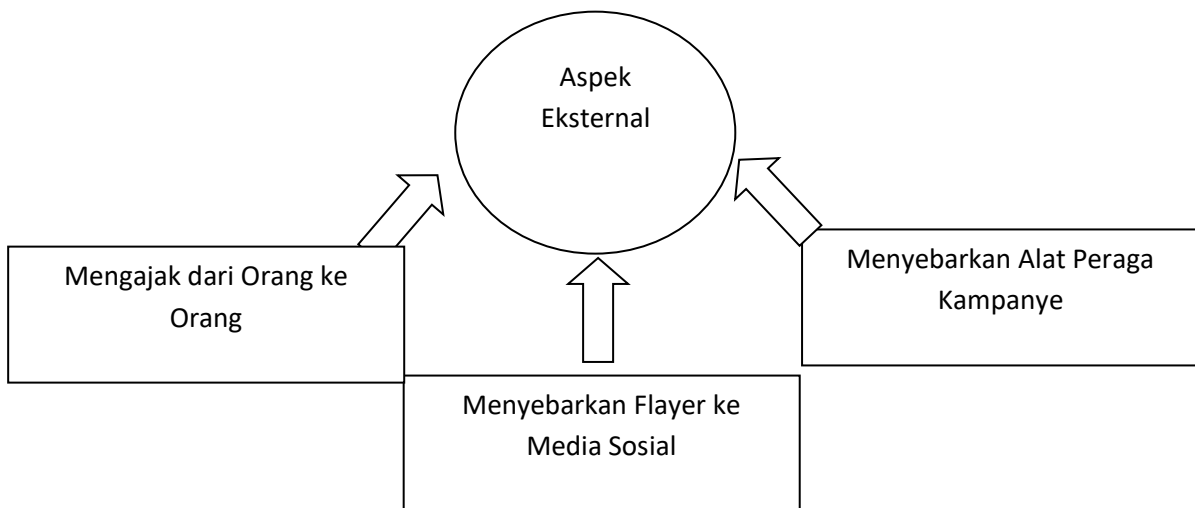 Aspek
Eksternal
Mengajak dari Orang ke
Orang
Menyebarkan Flayer ke
Media Sosial
Menyebarkan Alat Peraga
Kampanye